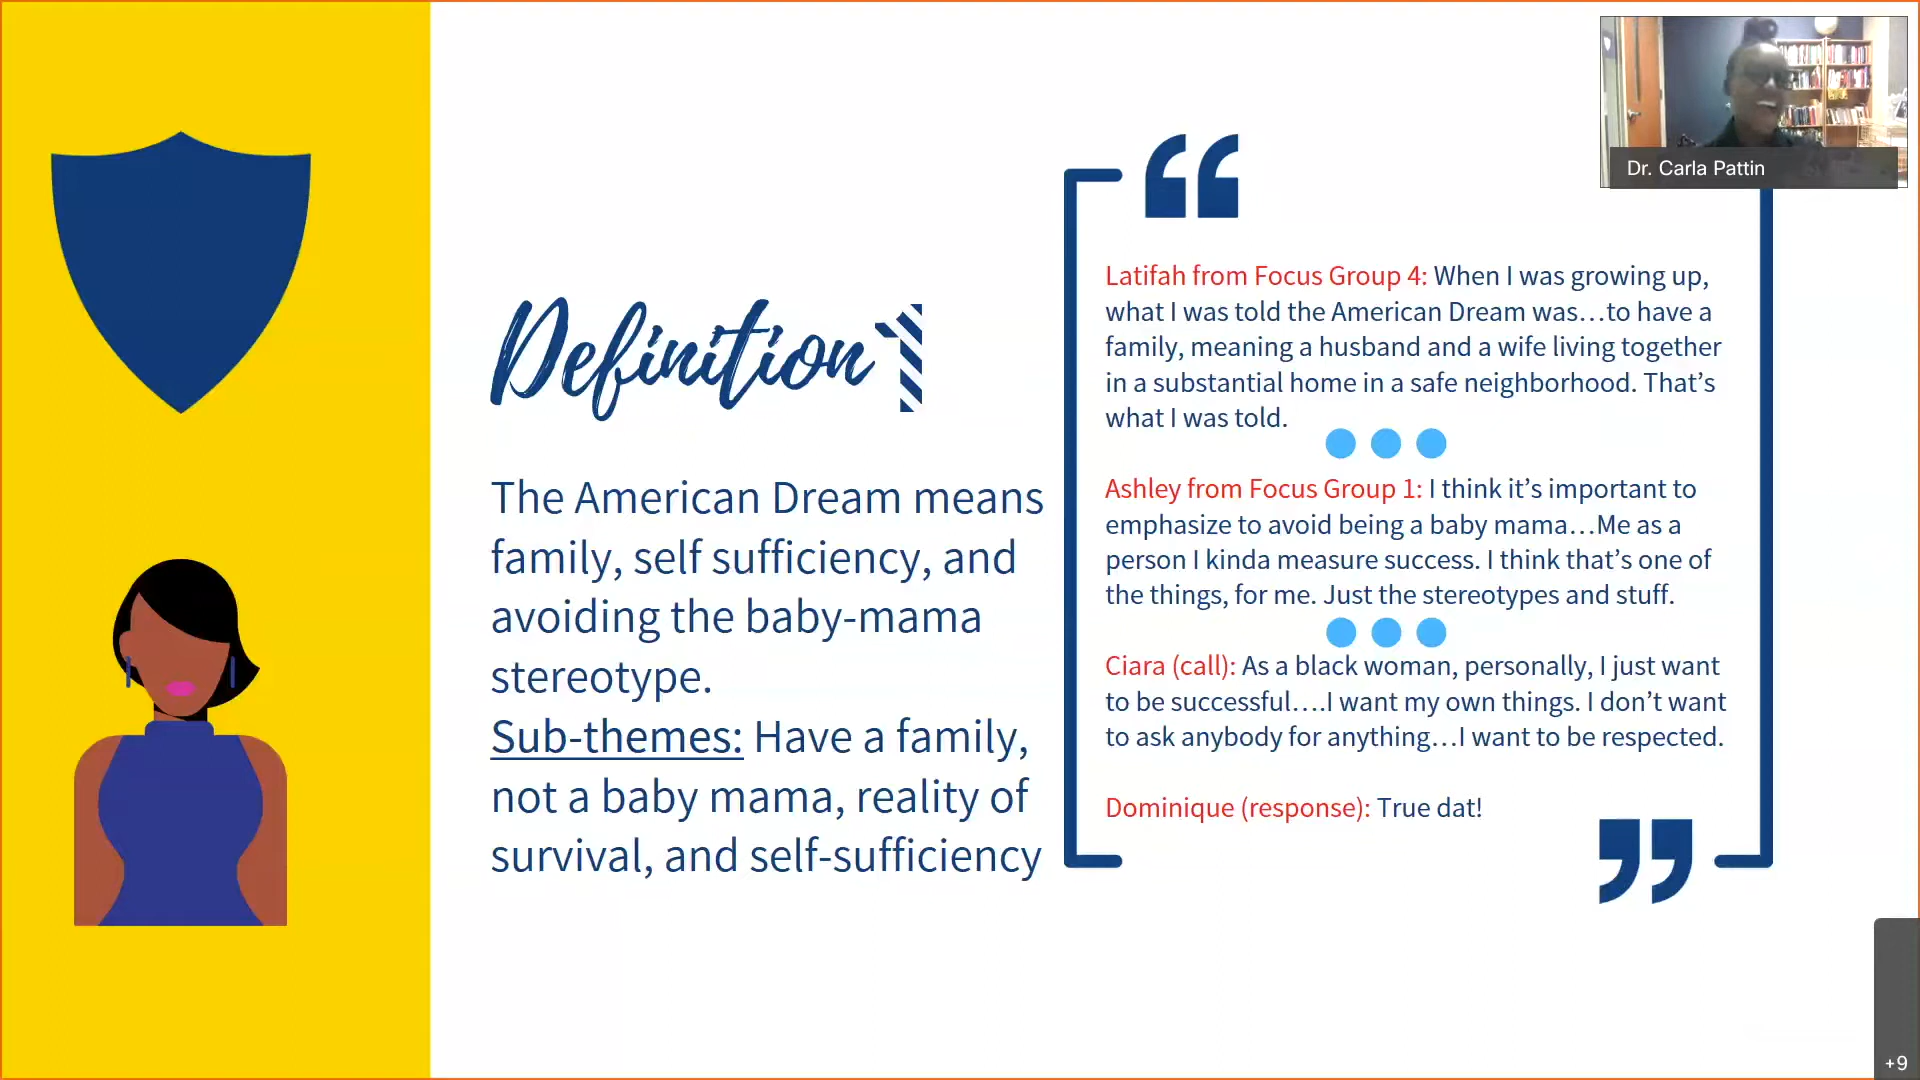 Dr. Carla Pattin
Definition 1
The American Dream means
family, self sufficiency, and
avoiding the baby-mama
stereotype.
Sub-themes: Have a family,
not a baby mama, reality of
survival, and self-sufficiency
“
Latifah from Focus Group 4: When I was growing up,
what I was told the American Dream was…to have a
family, meaning a husband and a wife living together
in a substantial home in a safe neighborhood. That’s
what I was told.
Ashley from Focus Group 1: I think it’s important to
emphasize to avoid being a baby mama…Me as a
person I kinda measure success. I think that’s one of
the things, for me. Just the stereotypes and stuff.
Ciara (call): As a black woman, personally, I just want
to be successful….I want my own things. I don’t want
to ask anybody for anything…I want to be respected.
Dominique (response): True dat!
”
+9